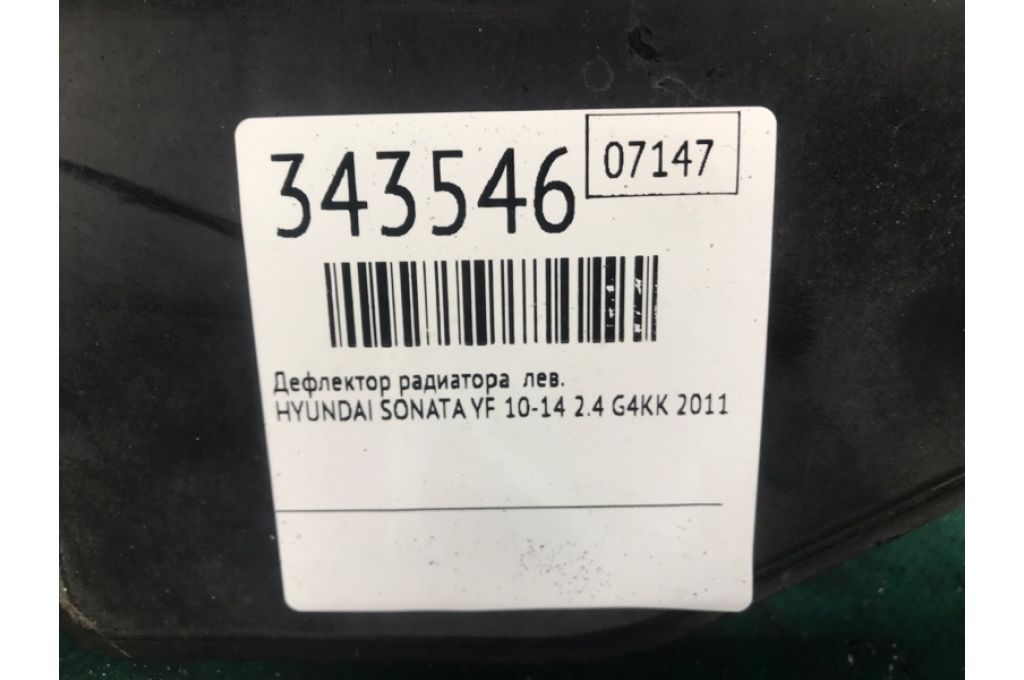 343546
07147
Дефлектор радиатора лев.
HYUNDAI SONATA YF 10-14 2.4 G4KK 2011